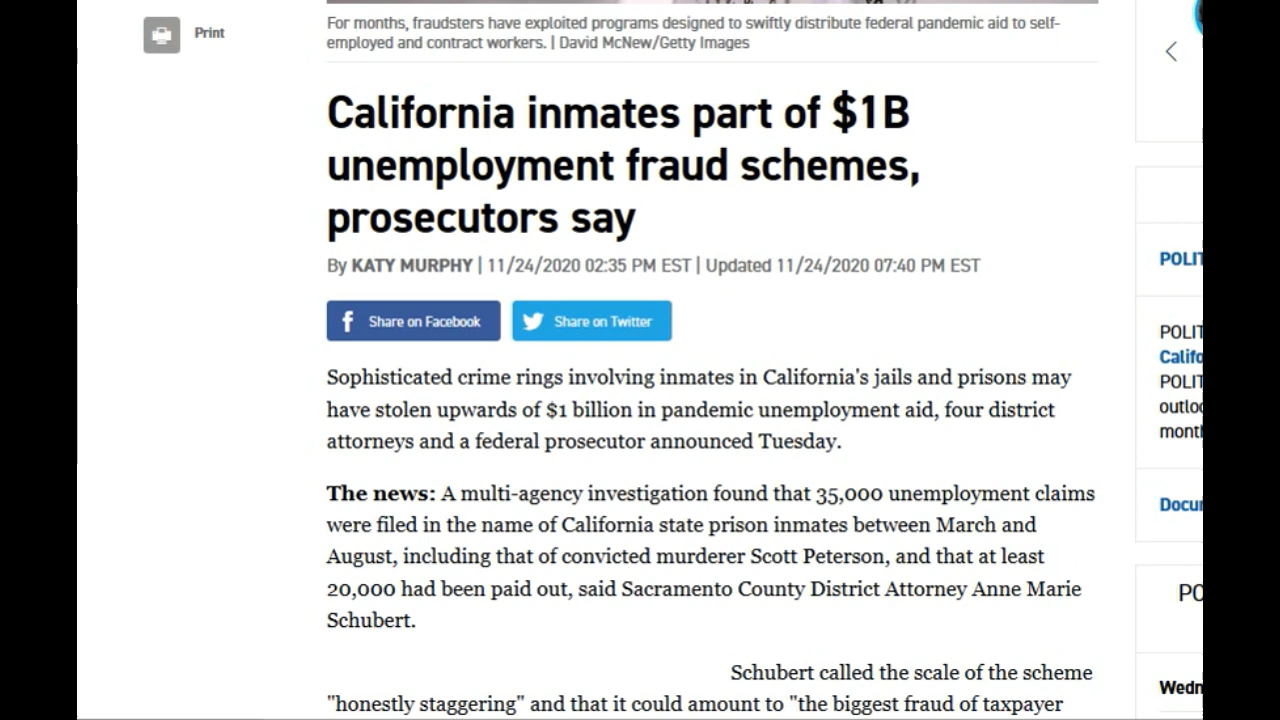 For months, fraudsters have exploited programs designed to swiftly distribute federal pandemic aid to self-
employed and contract workers. | David McNew/Getty Images
Print
California inmates part of $1B
unemployment fraud schemes,
prosecutors say
By KATY MURPHY | 11/24/2020 02:35 PM EST | Updated 11/24/2020 07:40 PM EST
Share on Facebook
Share on Twitter
Sophisticated crime rings involving inmates in California's jails and prisons may
have stolen upwards of $1 billion in pandemic unemployment aid, four district
attorneys and a federal prosecutor announced Tuesday.
The news: A multi-agency investigation found that 35,000 unemployment claims
were filed in the name of California state prison inmates between March and
August, including that of convicted murderer Scott Peterson, and that at least
20,000 had been paid out, said Sacramento County District Attorney Anne Marie
Schubert.
Schubert called the scale of the scheme
"honestly staggering" and that it could amount to "the biggest fraud of taxpayer
POLIT
POLIT
Califo
POLIT
outloo
month
Docur
PO
Wedn